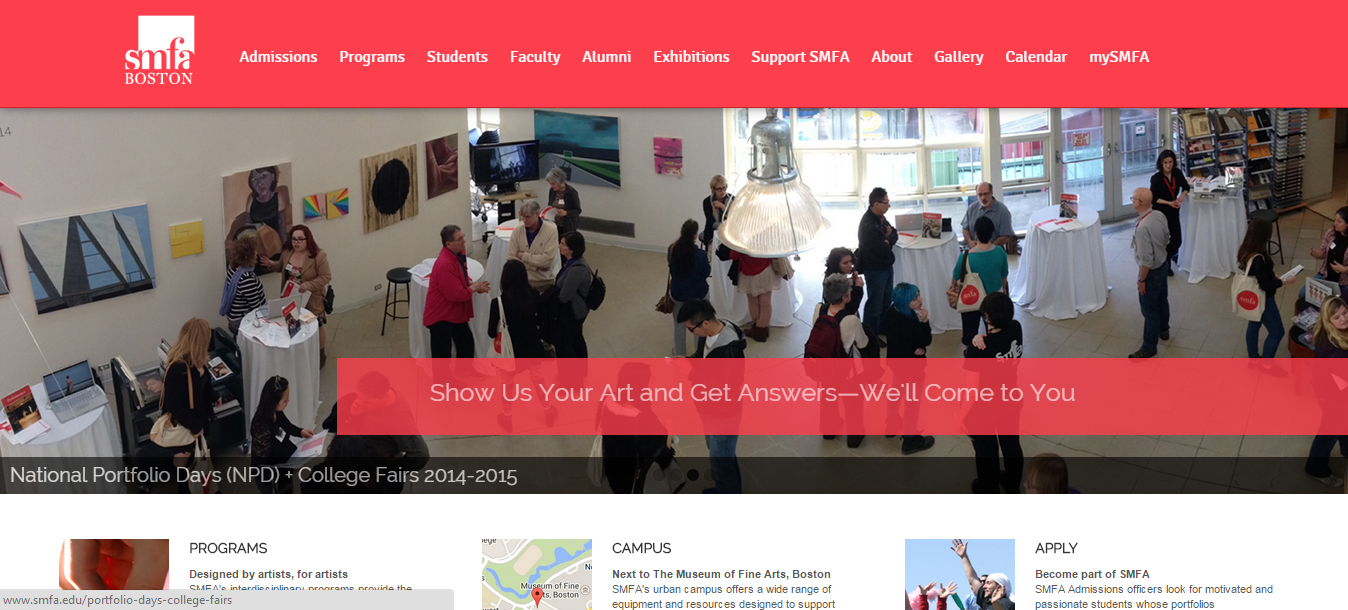 smfa
BOSTON
Admissions Programs Students Faculty Alumni Exhibitions Support SMFA About Gallery Calendar mySMFA
smfa
smfa
smfa
Show Us Your Art and Get Answers—We'll Come to You
National Portfolio Days (NPD) + College Fairs 2014-2015
PROGRAMS
Designed by artists, for artists
SMFA's interdisciplinary programs provide the
www.smfa.edu/portfolio-days-college-fairs
College
Museum of Fine
Arts, Boston
CAMPUS
Next to The Museum of Fine Arts, Boston
SMFA's urban campus offers a wide range of
equipment and resources designed to support
APPLY
Become part of SMFA
SMFA Admissions officers look for motivated and
passionate students whose portfolios